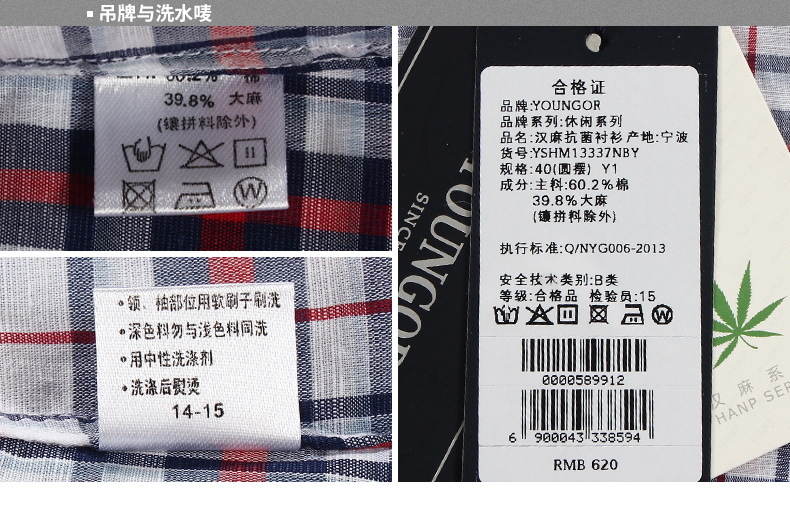 吊牌与洗水唛
60.2% 棉
39.8% 大麻
(镶拼料除外)
W
•领、袖部位用软刷子刷洗
•深色料勿与浅色料同洗
•用中性洗涤剂
•洗涤后熨烫
14-15
YOUNGOR
SINCE
合格证
品牌:YOUNGOR
品牌系列:休闲系列
品名:汉麻抗菌衬衫 产地:宁波
货号:YSHM13337NBY
规格:40(圆摆) Y1
成分:主料:60.2%棉
39.8%大麻
(镶拼料除外)
执行标准:Q/NYG006-2013
安全技术类别:B类
等级:合格品 检验员:15
W
0000589912
6 900043 338594
RMB 620
汉麻系
HANP SER